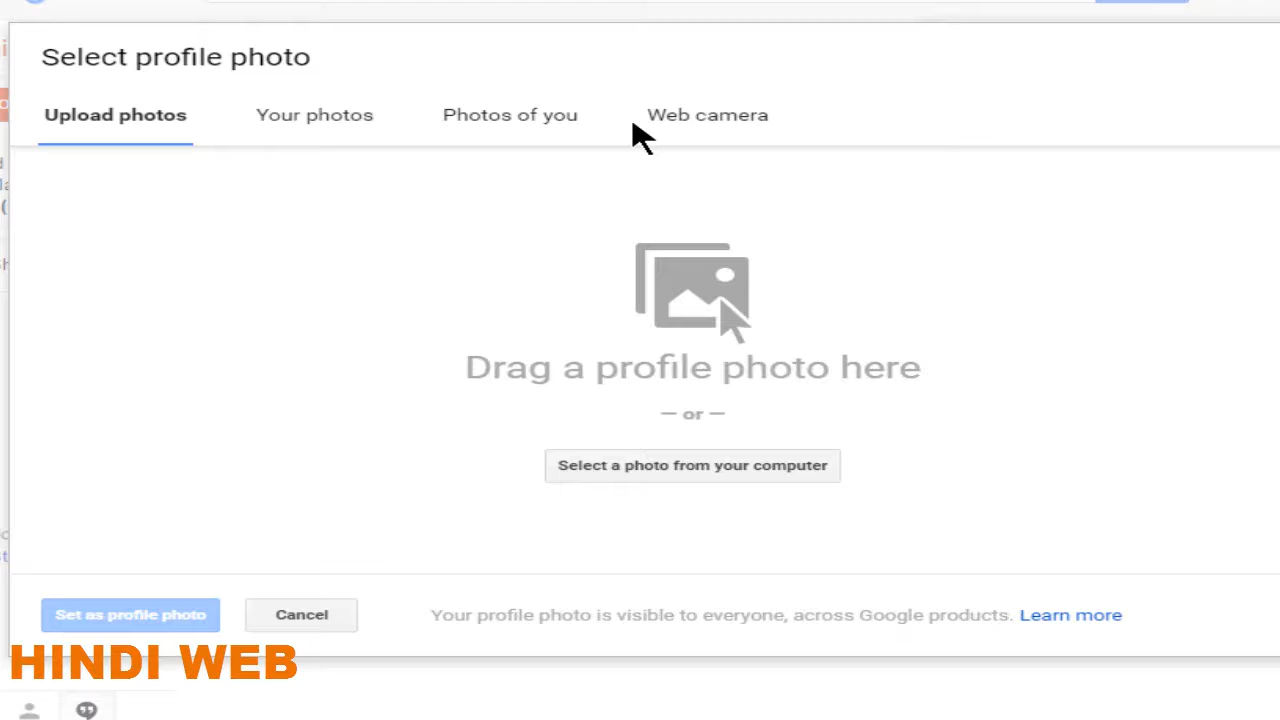 Select profile photo
Upload photos Your photos Photos of you Web camera
Drag a profile photo here
— or —
Select a photo from your computer
Set as profile photo Cancel Your profile photo is visible to everyone, across Google products. Learn more
HINDI WEB